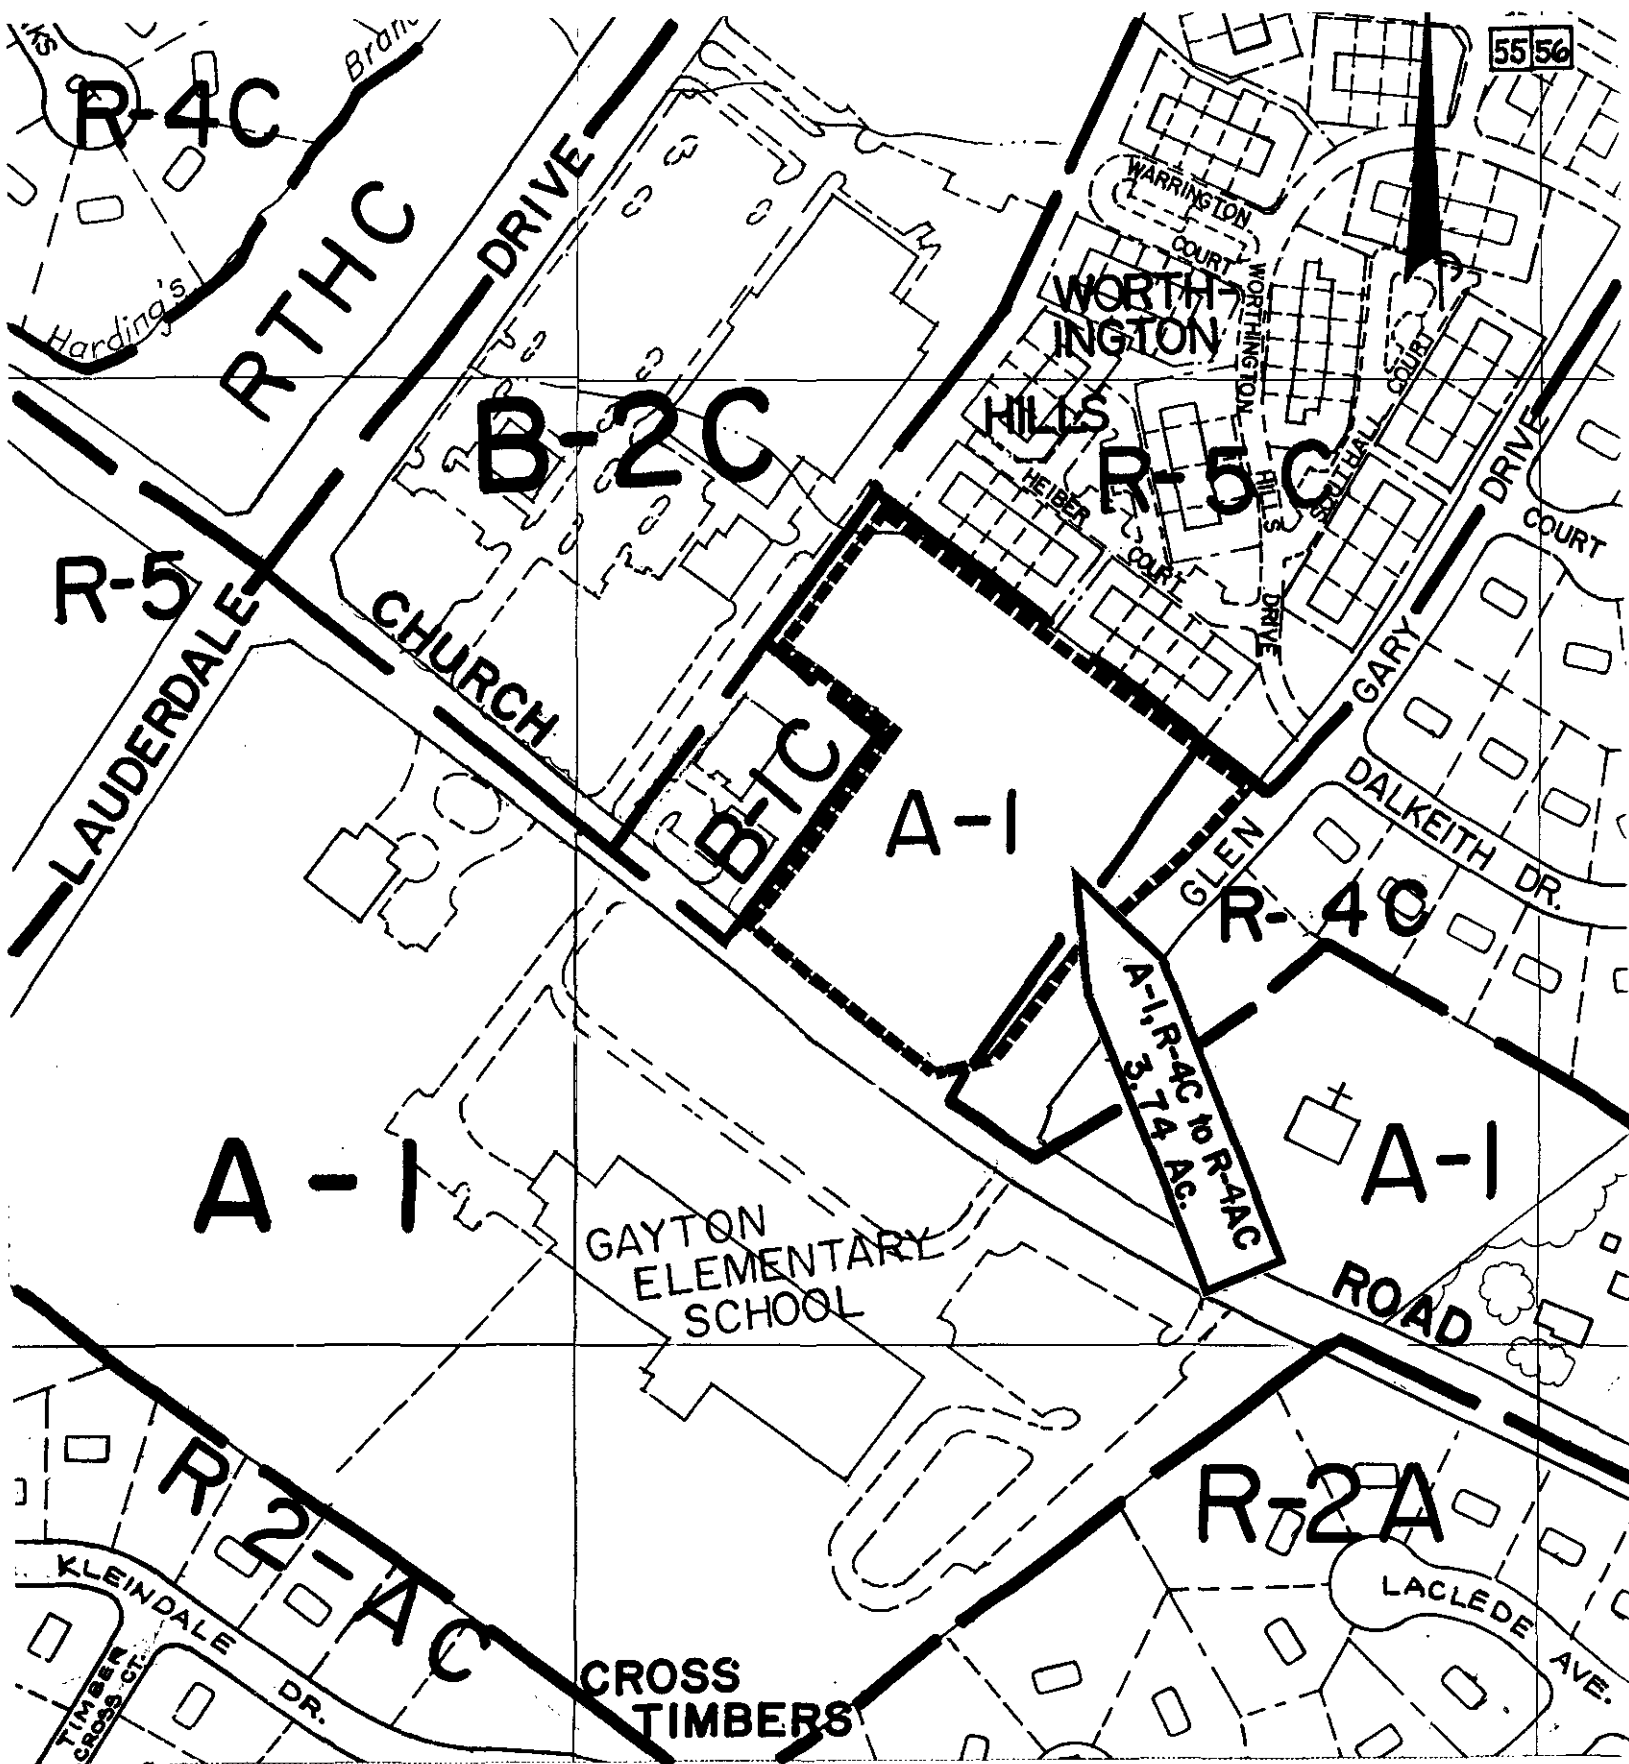 KS
R-4C
Harding's
Bran
RTHC
DRIVE
55 56
WARRINGTON
COURT
WORTH-
INGTON
HILLS
WORTHINGTON
HILLS
DRIVE
R-5C
HEIBER
COURT
COURT
DRIVE
COURT
GARY
GLEN
B-2C
R-5
LAUDERDALE
CHURCH
B-1C
A-1
DALKEITH DR.
R-4C
A-1, R-4C to R-4AC
3.74 Ac.
A-1
A-1
GAYTON
ELEMENTARY
SCHOOL
ROAD
R-2AC
R-2A
KLEINDALE DR.
TIMBER
CROSS CT.
CROSS
TIMBERS
LACLEDE AVE.